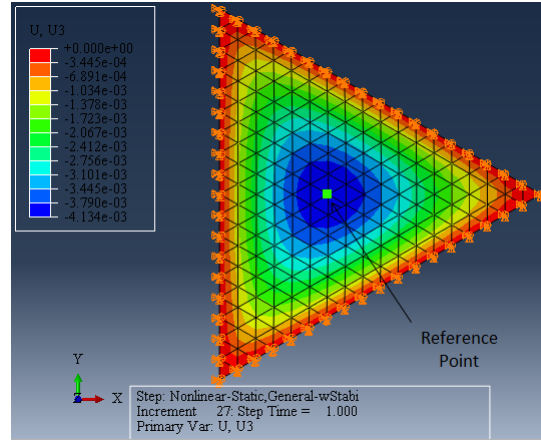 U, U3
+0.000e+00
-3.445e-04
-6.891e-04
-1.034e-03
-1.378e-03
-1.723e-03
-2.067e-03
-2.412e-03
-2.756e-03
-3.101e-03
-3.445e-03
-3.790e-03
-4.134e-03
Reference
Point
Y
Z
X
Step: Nonlinear-Static,General-wStabi
Increment 27: Step Time = 1.000
Primary Var: U, U3